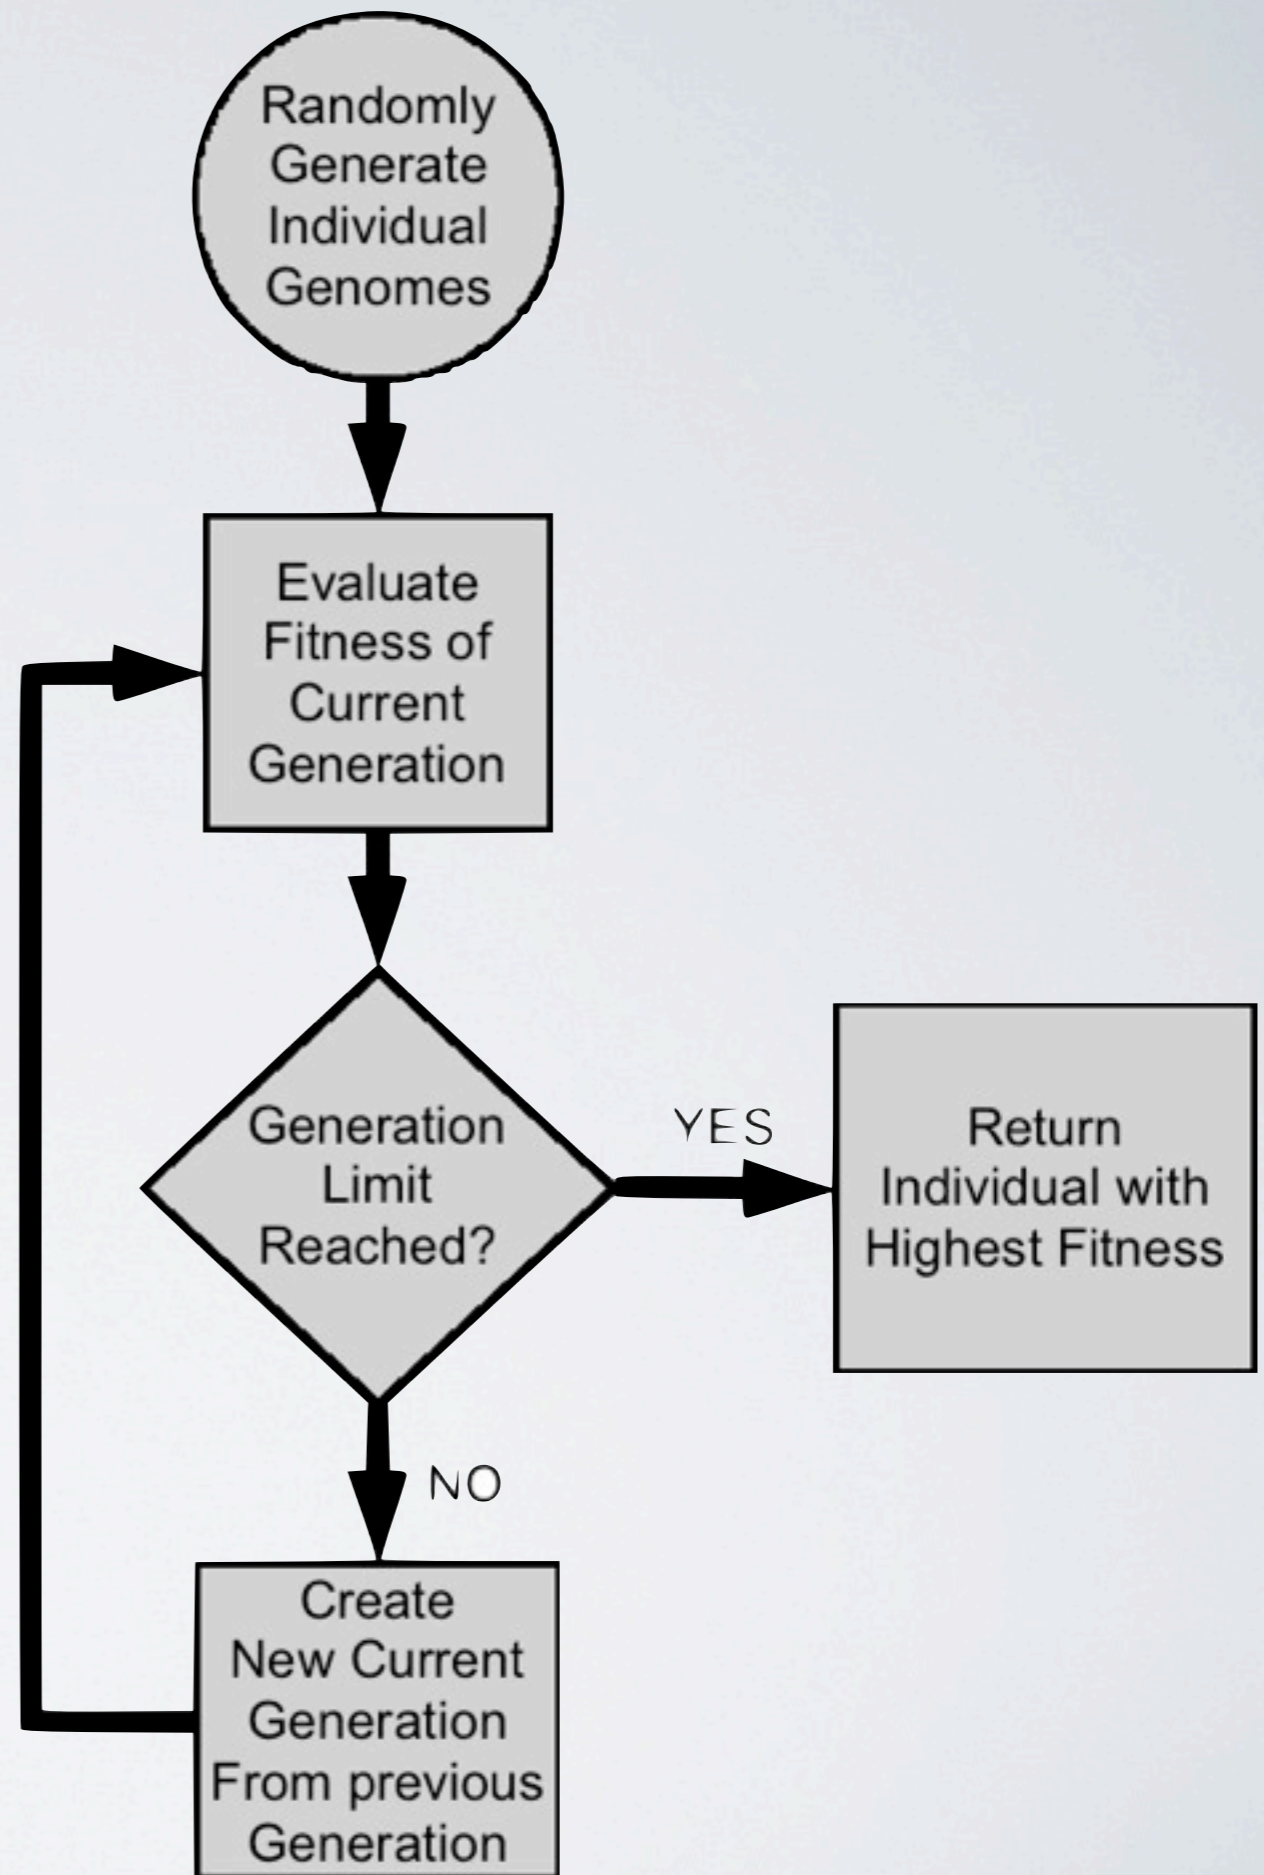 Randomly
Generate
Individual
Genomes
Evaluate
Fitness of
Current
Generation
Generation
Limit
Reached?
YES
Return
Individual with
Highest Fitness
NO
Create
New Current
Generation
From previous
Generation